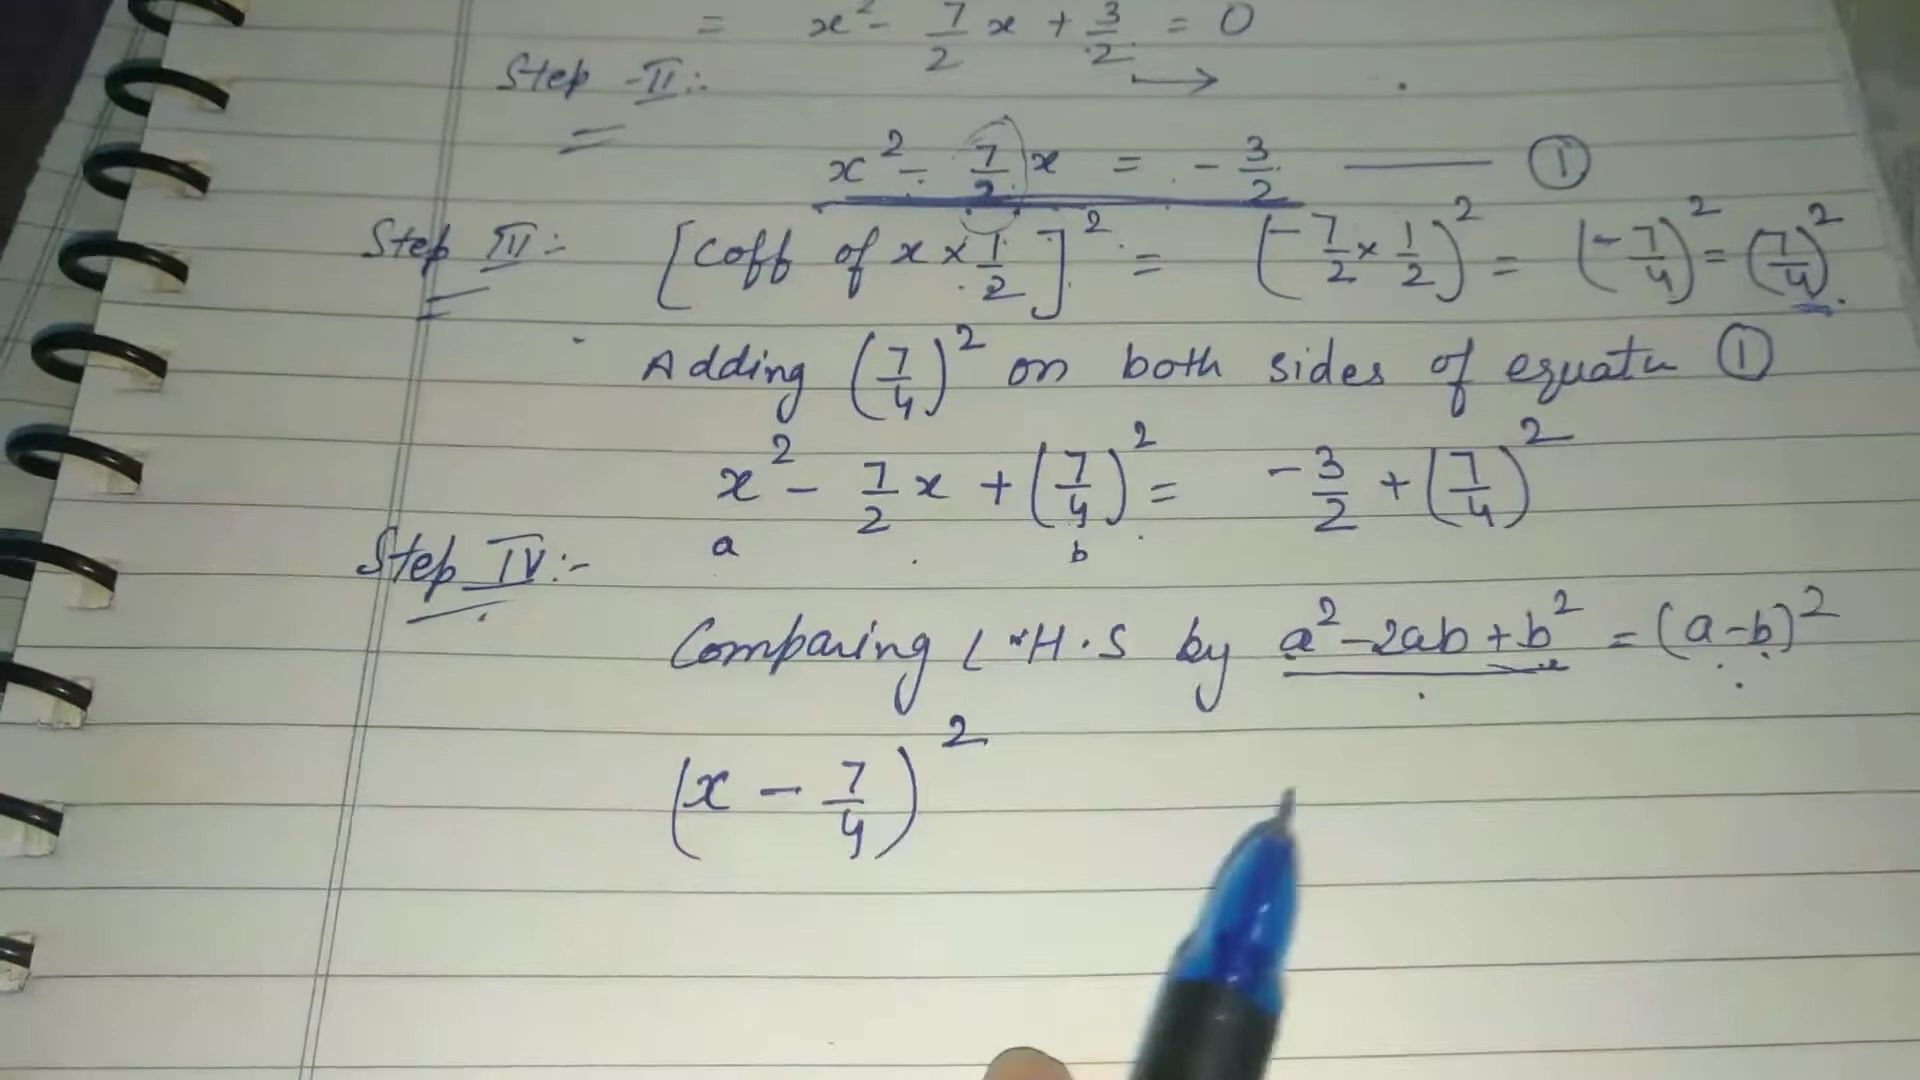 = x² - 7/2 x + 3/2 = 0
Step -II:-
x² - 7/2 x = - 3/2 ——— ①
Step III:- [Coff of x × 1/2]² = (-7/2 × 1/2)² = (-7/4)² = (7/4)²
Adding (7/4)² on both sides of equatn ①
x² - 7/2 x + (7/4)² = -3/2 + (7/4)²
a b
Step IV:-
Comparing L.H.S by a² - 2ab + b² = (a-b)²
(x - 7/4)²